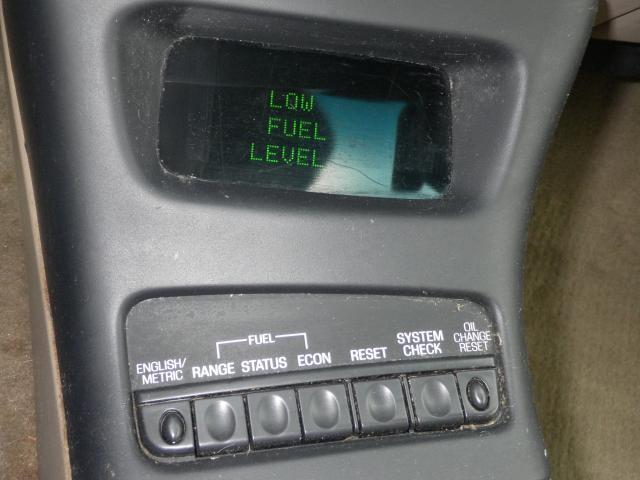 LOW
FUEL
LEVEL
FUEL
ENGLISH/
METRIC
RANGE STATUS ECON
RESET
SYSTEM
CHECK
OIL
CHANGE
RESET